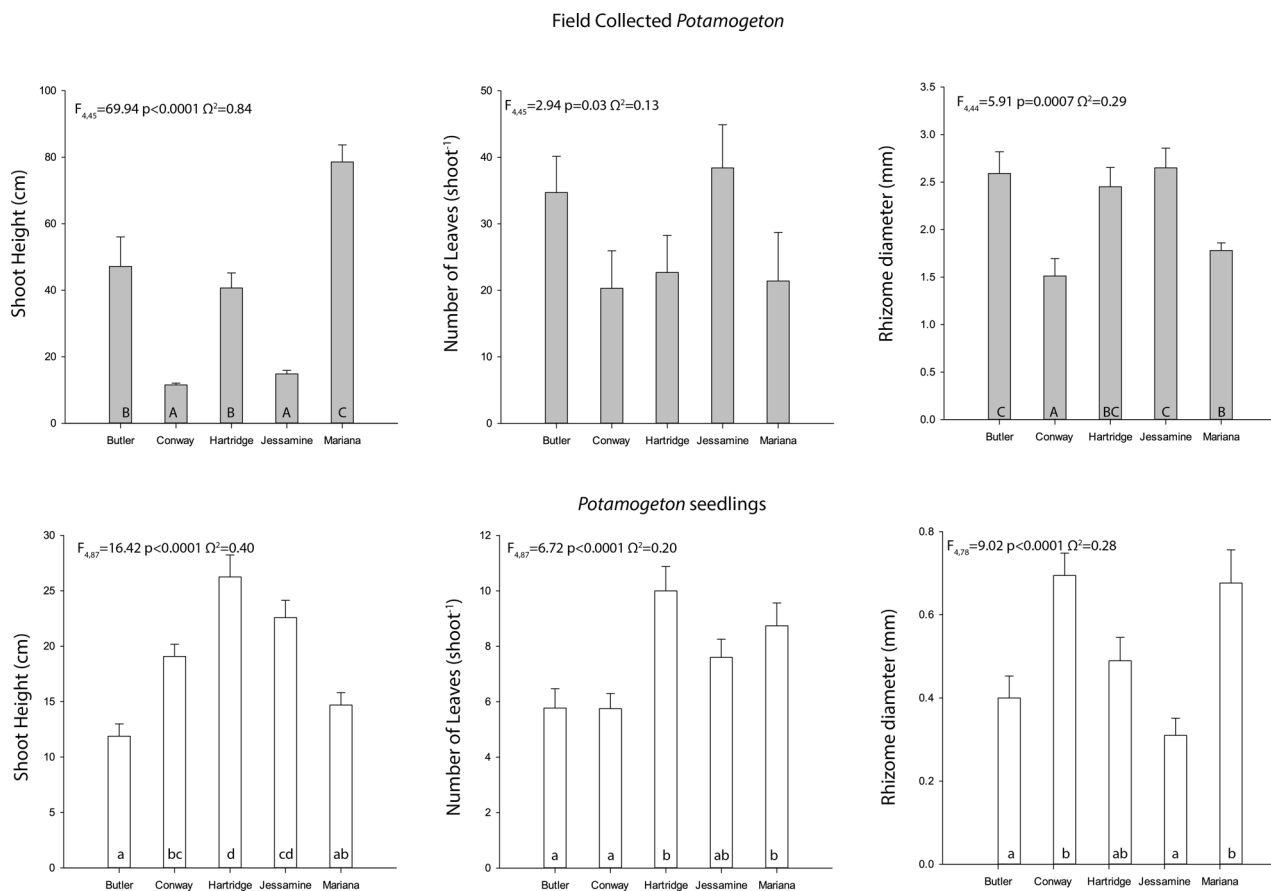 Field Collected Potamogeton
F4,45=69.94 p<0.0001 Ω²=0.84
Shoot Height (cm)
100
80
60
40
20
0
B A B A C
Butler Conway Hartridge Jessamine Mariana
F4,45=2.94 p=0.03 Ω²=0.13
Number of Leaves (shoot⁻¹)
50
40
30
20
10
0
Butler Conway Hartridge Jessamine Mariana
F4,44=5.91 p=0.0007 Ω²=0.29
Rhizome diameter (mm)
3.5
3.0
2.5
2.0
1.5
1.0
0.5
0.0
C A BC C B
Butler Conway Hartridge Jessamine Mariana
Potamogeton seedlings
F4,87=16.42 p<0.0001 Ω²=0.40
Shoot Height (cm)
30
25
20
15
10
5
0
a bc d cd ab
Butler Conway Hartridge Jessamine Mariana
F4,87=6.72 p<0.0001 Ω²=0.20
Number of Leaves (shoot⁻¹)
12
10
8
6
4
2
0
a a b ab b
Butler Conway Hartridge Jessamine Mariana
F4,78=9.02 p<0.0001 Ω²=0.28
Rhizome diameter (mm)
0.8
0.6
0.4
0.2
0.0
a b ab a b
Butler Conway Hartridge Jessamine Mariana